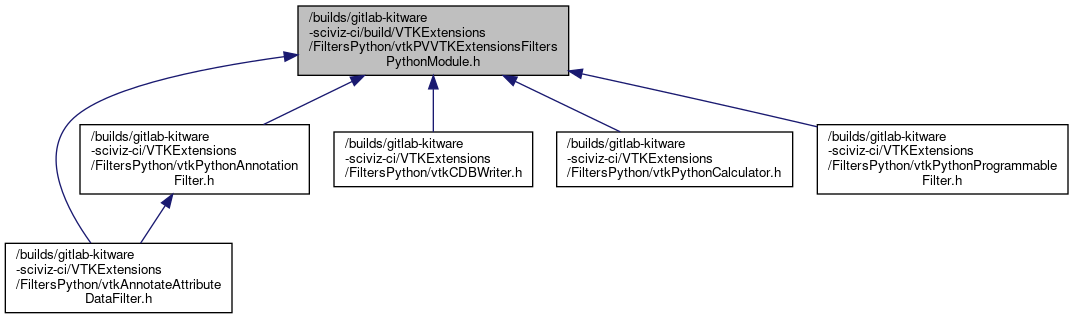 /builds/gitlab-kitware
-sciviz-ci/build/VTKExtensions
/FiltersPython/vtkPVVTKExtensionsFilters
PythonModule.h
/builds/gitlab-kitware
-sciviz-ci/VTKExtensions
/FiltersPython/vtkPythonAnnotation
Filter.h
/builds/gitlab-kitware
-sciviz-ci/VTKExtensions
/FiltersPython/vtkCDBWriter.h
/builds/gitlab-kitware
-sciviz-ci/VTKExtensions
/FiltersPython/vtkPythonCalculator.h
/builds/gitlab-kitware
-sciviz-ci/VTKExtensions
/FiltersPython/vtkPythonProgrammable
Filter.h
/builds/gitlab-kitware
-sciviz-ci/VTKExtensions
/FiltersPython/vtkAnnotateAttribute
DataFilter.h